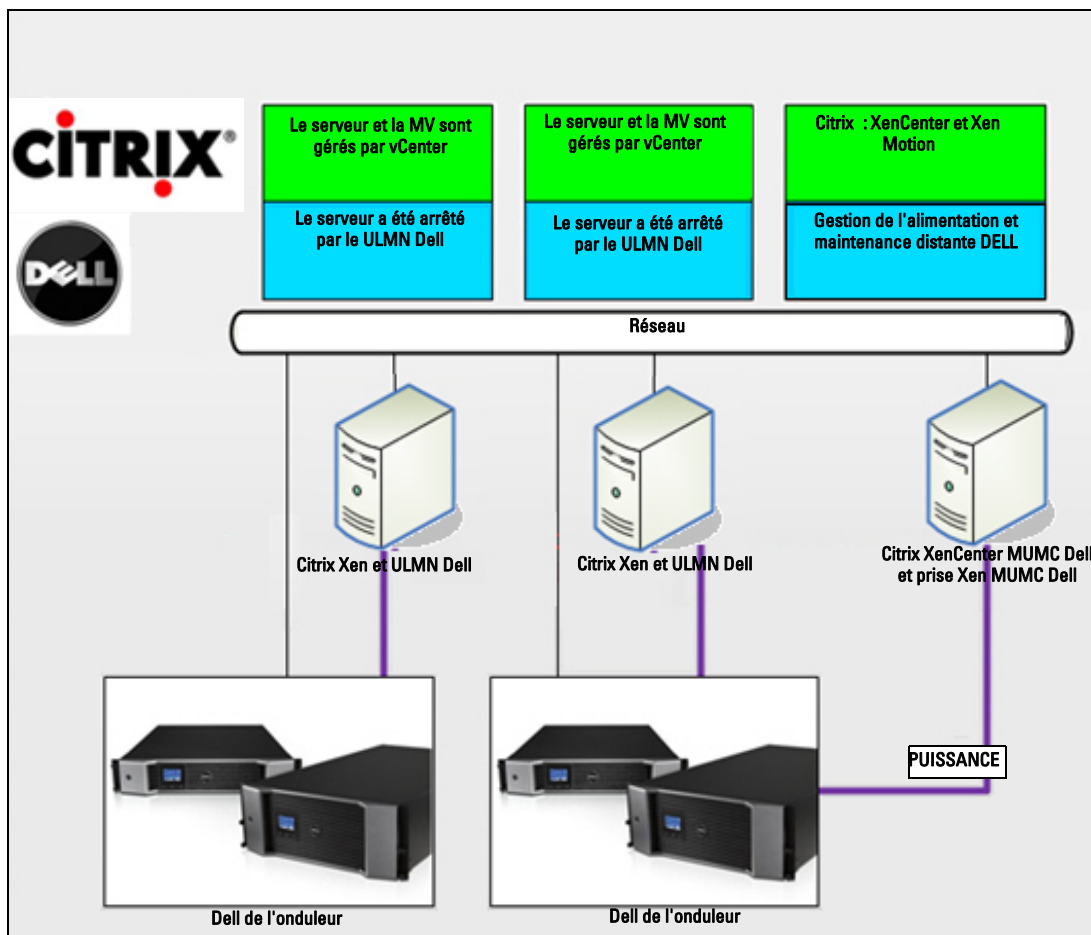 CITRIX®
DELL
Le serveur et la MV sont
gérés par vCenter
Le serveur a été arrêté
par le ULMN Dell
Le serveur et la MV sont
gérés par vCenter
Le serveur a été arrêté
par le ULMN Dell
Citrix : XenCenter et Xen
Motion
Gestion de l'alimentation et
maintenance distante DELL
Réseau
Citrix Xen et ULMN Dell
Citrix Xen et ULMN Dell
Citrix XenCenter MUMC Dell
et prise Xen MUMC Dell
PUISSANCE
Dell de l'onduleur
Dell de l'onduleur